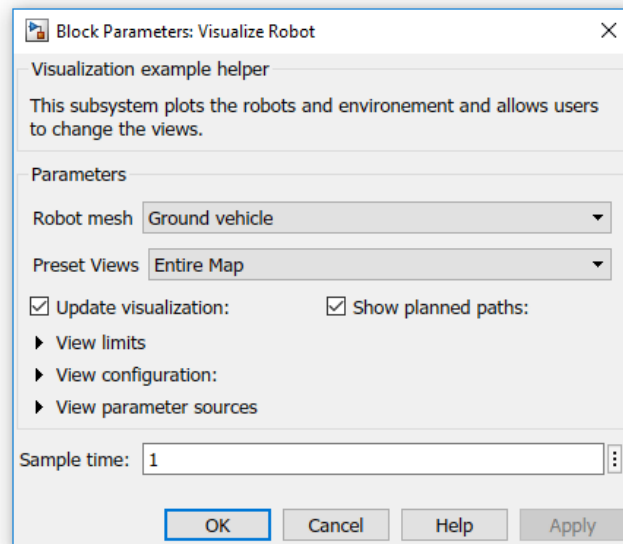 Block Parameters: Visualize Robot
Visualization example helper
This subsystem plots the robots and environement and allows users
to change the views.
Parameters
Robot mesh Ground vehicle
Preset Views Entire Map
Update visualization: Show planned paths:
View limits
View configuration:
View parameter sources
Sample time: 1
OK Cancel Help Apply